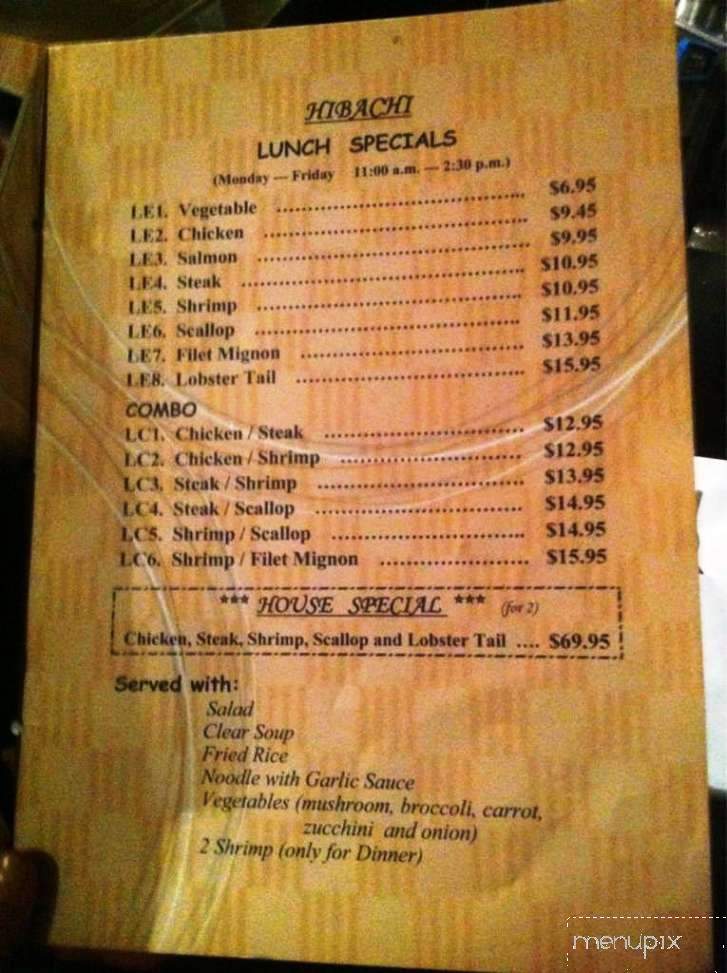 HIBACHI
LUNCH SPECIALS
(Monday — Friday 11:00 a.m. — 2:30 p.m.)
LE1. Vegetable ........................................ $6.95
LE2. Chicken ........................................ $9.45
LE3. Salmon ........................................ $9.95
LE4. Steak ........................................ $10.95
LE5. Shrimp ........................................ $10.95
LE6. Scallop ........................................ $11.95
LE7. Filet Mignon ................................ $13.95
LE8. Lobster Tail ................................ $15.95
COMBO
LC1. Chicken / Steak ............................ $12.95
LC2. Chicken / Shrimp .......................... $12.95
LC3. Steak / Shrimp ............................. $13.95
LC4. Steak / Scallop ............................. $14.95
LC5. Shrimp / Scallop .......................... $14.95
LC6. Shrimp / Filet Mignon .................... $15.95
*** HOUSE SPECIAL *** (for 2)
Chicken, Steak, Shrimp, Scallop and Lobster Tail .... $69.95
Served with:
Salad
Clear Soup
Fried Rice
Noodle with Garlic Sauce
Vegetables (mushroom, broccoli, carrot,
zucchini and onion)
2 Shrimp (only for Dinner)
menupix